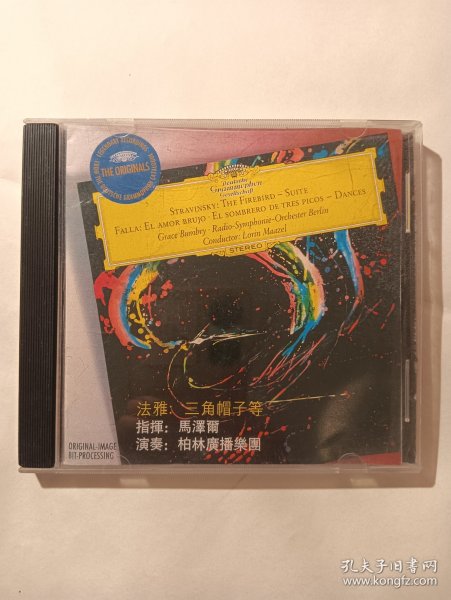 LEGENDARY RECORDINGS
THE ORIGINALS
Deutsche
Grammophon
Gesellschaft
STRAVINSKY: THE FIREBIRD – SUITE
FALLA: EL AMOR BRUJO · EL SOMBRERO DE TRES PICOS – DANCES
Grace Bumbry · Radio-Symphonie-Orchester Berlin
Conductor: Lorin Maazel
STEREO
法雅: 三角帽子等
指揮: 馬澤爾
演奏: 柏林廣播樂團
ORIGINAL-IMAGE
BIT-PROCESSING
孔夫子旧书网
www.kongfz.com